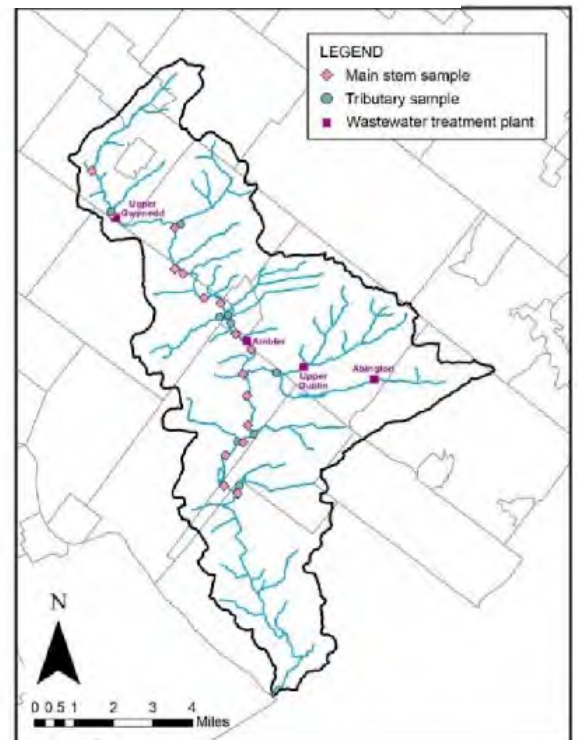 LEGEND
Main stem sample
Tributary sample
Wastewater treatment plant
Upper
Gwynedd
Ambler
Upper
Dublin
Abington
N
0 0.5 1 2 3 4
Miles